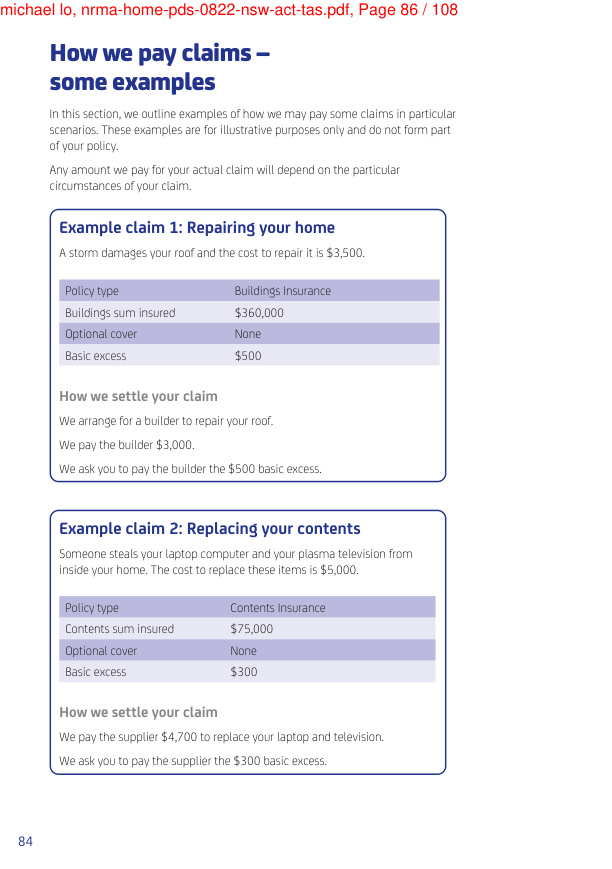 michael lo, nrma-home-pds-0822-nsw-act-tas.pdf, Page 86 / 108
How we pay claims –
some examples
In this section, we outline examples of how we may pay some claims in particular
scenarios. These examples are for illustrative purposes only and do not form part
of your policy.
Any amount we pay for your actual claim will depend on the particular
circumstances of your claim.
Example claim 1: Repairing your home
A storm damages your roof and the cost to repair it is $3,500.
Policy type Buildings Insurance
Buildings sum insured $360,000
Optional cover None
Basic excess $500
How we settle your claim
We arrange for a builder to repair your roof.
We pay the builder $3,000.
We ask you to pay the builder the $500 basic excess.
Example claim 2: Replacing your contents
Someone steals your laptop computer and your plasma television from
inside your home. The cost to replace these items is $5,000.
Policy type Contents Insurance
Contents sum insured $75,000
Optional cover None
Basic excess $300
How we settle your claim
We pay the supplier $4,700 to replace your laptop and television.
We ask you to pay the supplier the $300 basic excess.
84